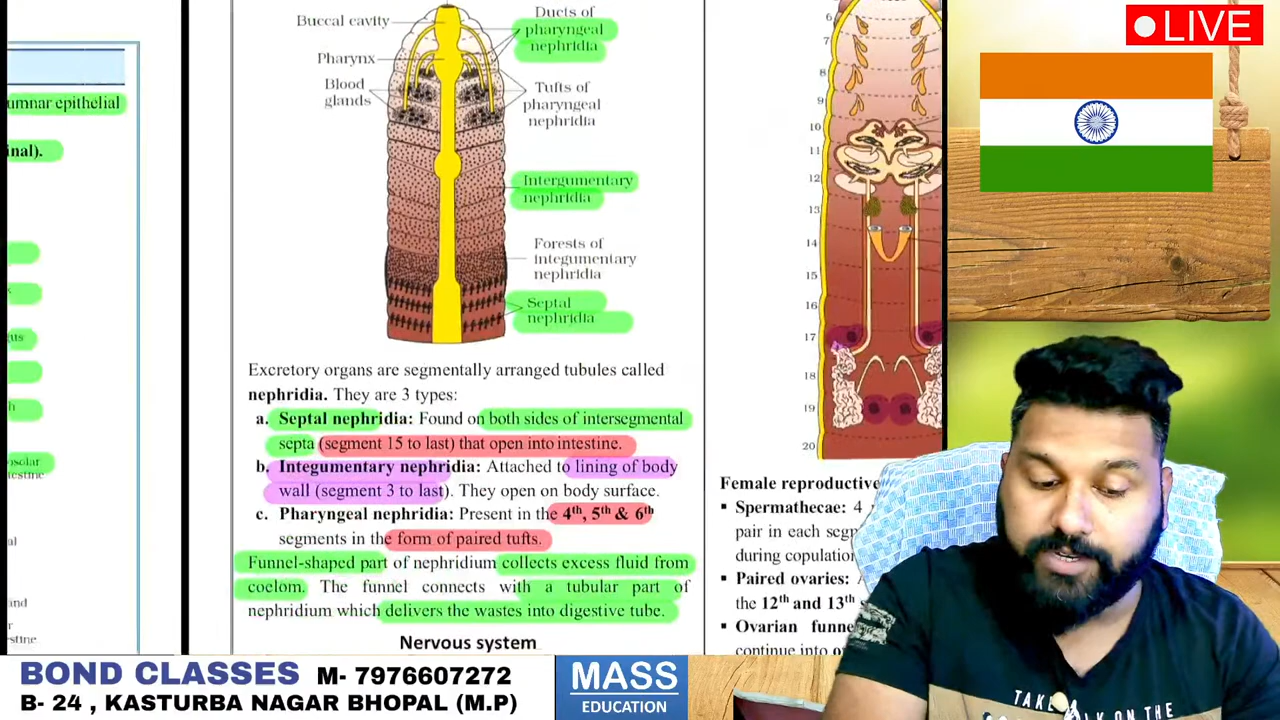 umnar epithelial
inal).
Buccal cavity
Pharynx
Blood
glands
Ducts of
pharyngeal
nephridia
Tufts of
pharyngeal
nephridia
Intergumentary
nephridia
Forests of
integumentary
nephridia
Septal
nephridia
Excretory organs are segmentally arranged tubules called
nephridia. They are 3 types:
a. Septal nephridia: Found on both sides of intersegmental
septa (segment 15 to last) that open into intestine.
b. Integumentary nephridia: Attached to lining of body
wall (segment 3 to last). They open on body surface.
c. Pharyngeal nephridia: Present in the 4th, 5th & 6th
segments in the form of paired tufts.
Funnel-shaped part of nephridium collects excess fluid from
coelom. The funnel connects with a tubular part of
nephridium which delivers the wastes into digestive tube.
Nervous system
6
7
8
9
10
11
12
13
14
15
16
17
18
19
20
Female reproductive
▪ Spermathecae: 4
pair in each segm
during copulation
▪ Paired ovaries:
the 12th and 13th
▪ Ovarian funne
continue into
LIVE
TAKE A WALK ON THE
BOND CLASSES M- 7976607272
B- 24 , KASTURBA NAGAR BHOPAL (M.P)
MASS
EDUCATION